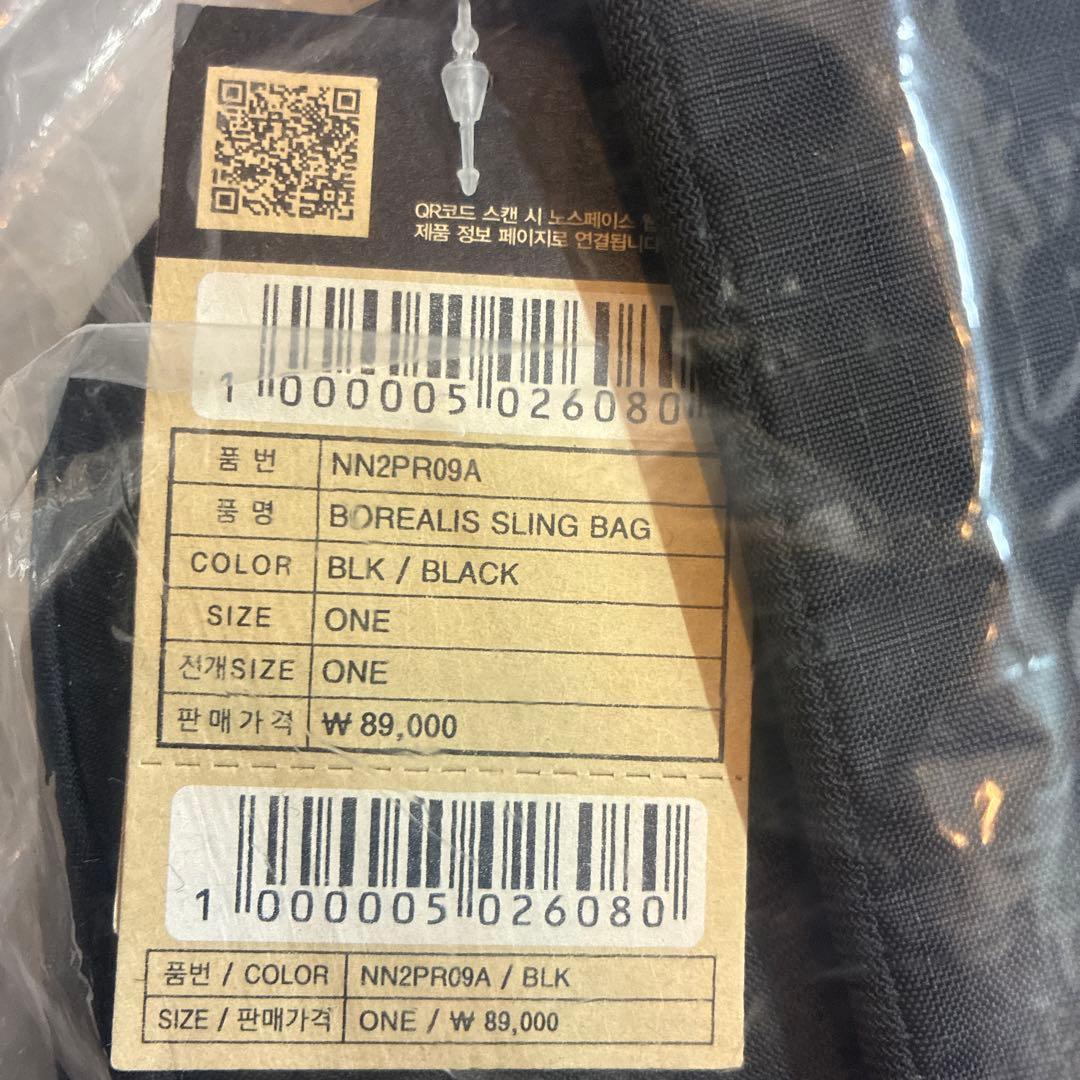 QR코드 스캔 시 노스페이스
제품 정보 페이지로 연결됩니다
1 000005 026080
품번 NN2PR09A
품명 BOREALIS SLING BAG
COLOR BLK / BLACK
SIZE ONE
전개SIZE ONE
판매가격 ₩ 89,000
1 000005 026080
품번 / COLOR NN2PR09A / BLK
SIZE / 판매가격 ONE / ₩ 89,000